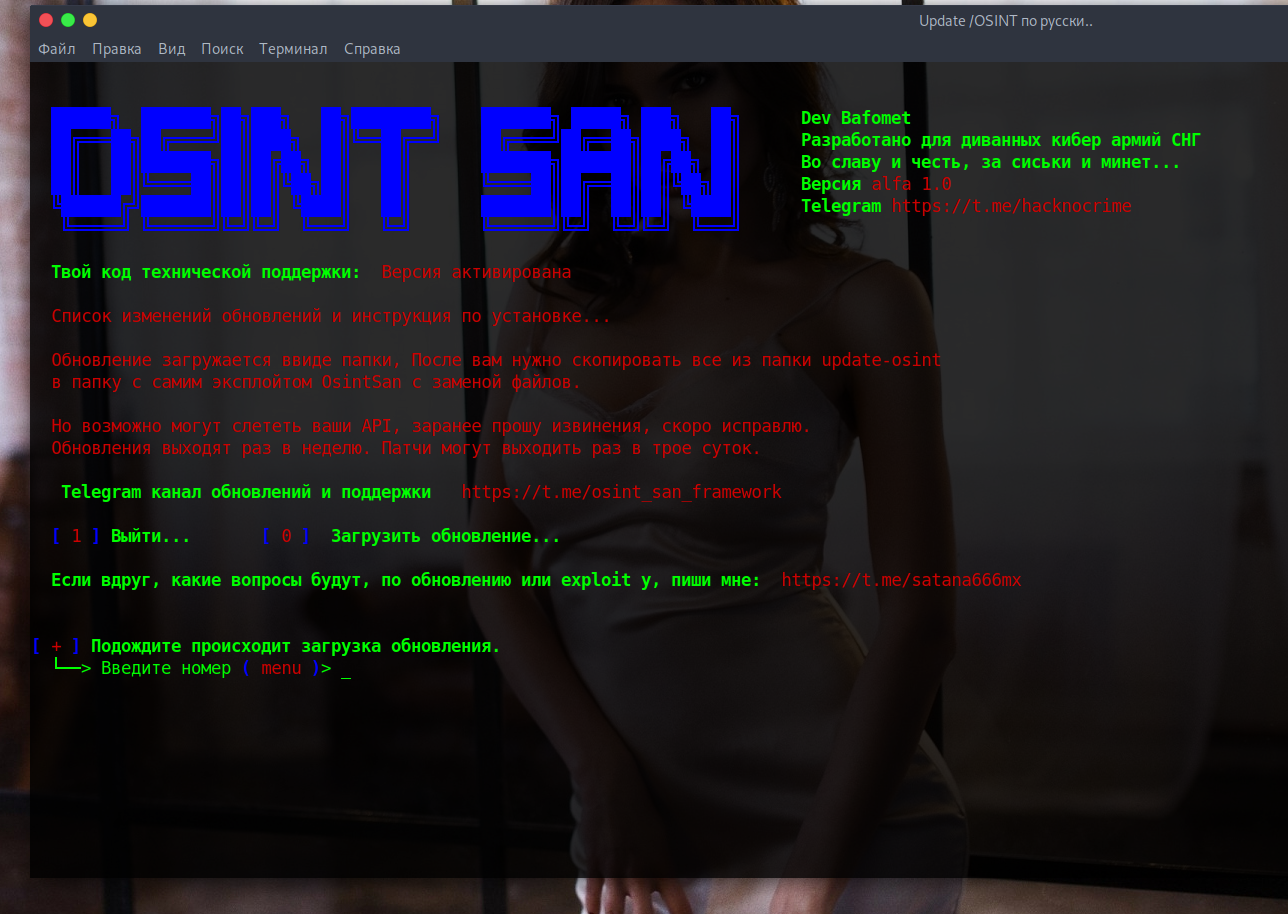 Update /OSINT по русски..
Файл Правка Вид Поиск Терминал Справка
OSINT SAN
Dev Bafomet
Разработано для диванных кибер армий СНГ
Во славу и честь, за сиськи и минет...
Версия alfa 1.0
Telegram https://t.me/hacknocrime
Твой код технической поддержки: Версия активирована
Список изменений обновлений и инструкция по установке...
Обновление загружается ввиде папки, После вам нужно скопировать все из папки update-osint
в папку с самим эксплойтом OsintSan с заменой файлов.
Но возможно могут слететь ваши API, заранее прошу извинения, скоро исправлю.
Обновления выходят раз в неделю. Патчи могут выходить раз в трое суток.
Telegram канал обновлений и поддержки https://t.me/osint_san_framework
[ 1 ] Выйти... [ 0 ] Загрузить обновление...
Если вдруг, какие вопросы будут, по обновлению или exploit у, пиши мне: https://t.me/satana666mx
[ + ] Подождите происходит загрузка обновления.
└──> Введите номер ( menu )> _